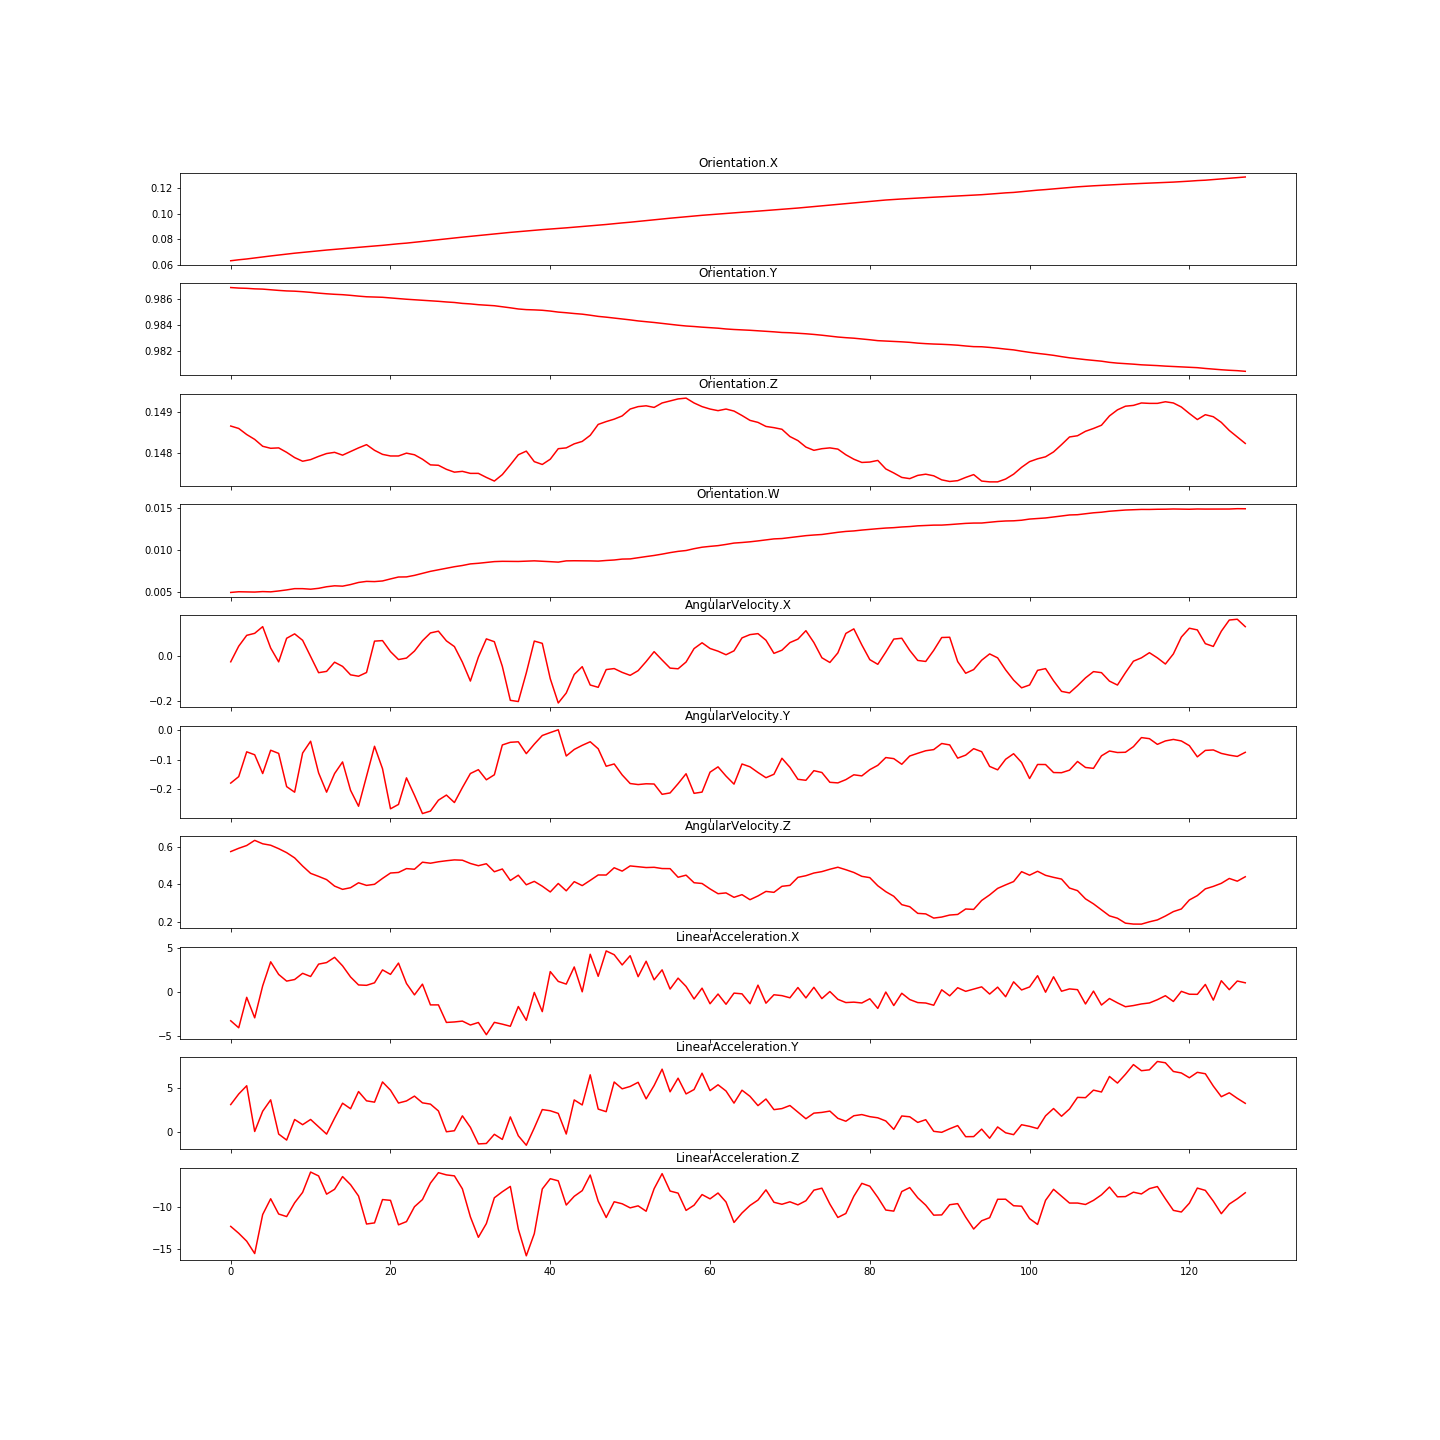 Orientation.X
0.12
0.10
0.08
0.06
Orientation.Y
0.986
0.984
0.982
Orientation.Z
0.149
0.148
Orientation.W
0.015
0.010
0.005
AngularVelocity.X
0.0
−0.2
AngularVelocity.Y
0.0
−0.1
−0.2
AngularVelocity.Z
0.6
0.4
0.2
LinearAcceleration.X
5
0
−5
LinearAcceleration.Y
5
0
LinearAcceleration.Z
−10
−15
0 20 40 60 80 100 120